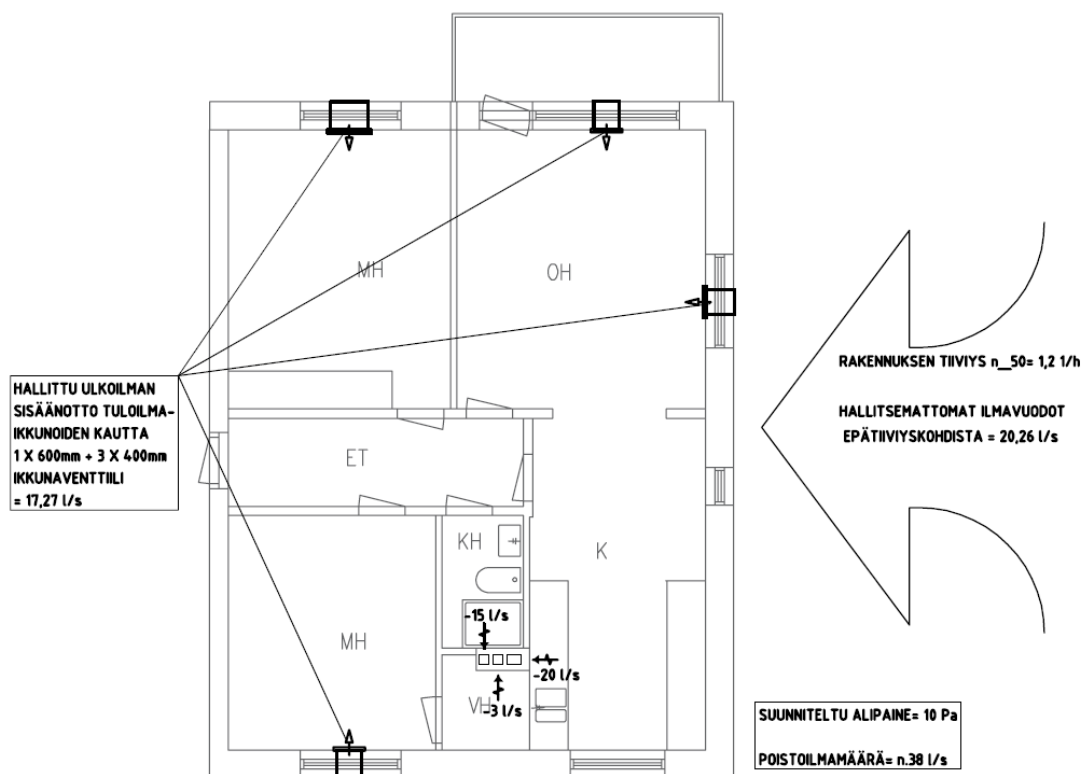 MH
OH
RAKENNUKSEN TIIVIYS n_50= 1,2 1/h
HALLITSEMATTOMAT ILMAVUODOT
EPÄTIIVIYSKOHDISTA = 20,26 l/s
HALLITTU ULKOILMAN
SISÄÄNOTTO TULOILMA-
IKKUNOIDEN KAUTTA
1 X 600mm + 3 X 400mm
IKKUNAVENTTIILI
= 17,27 l/s
ET
KH
K
-15 l/s
MH
-20 l/s
VH
-3 l/s
SUUNNITELTU ALIPAINE= 10 Pa
POISTOILMAMÄÄRÄ= n.38 l/s